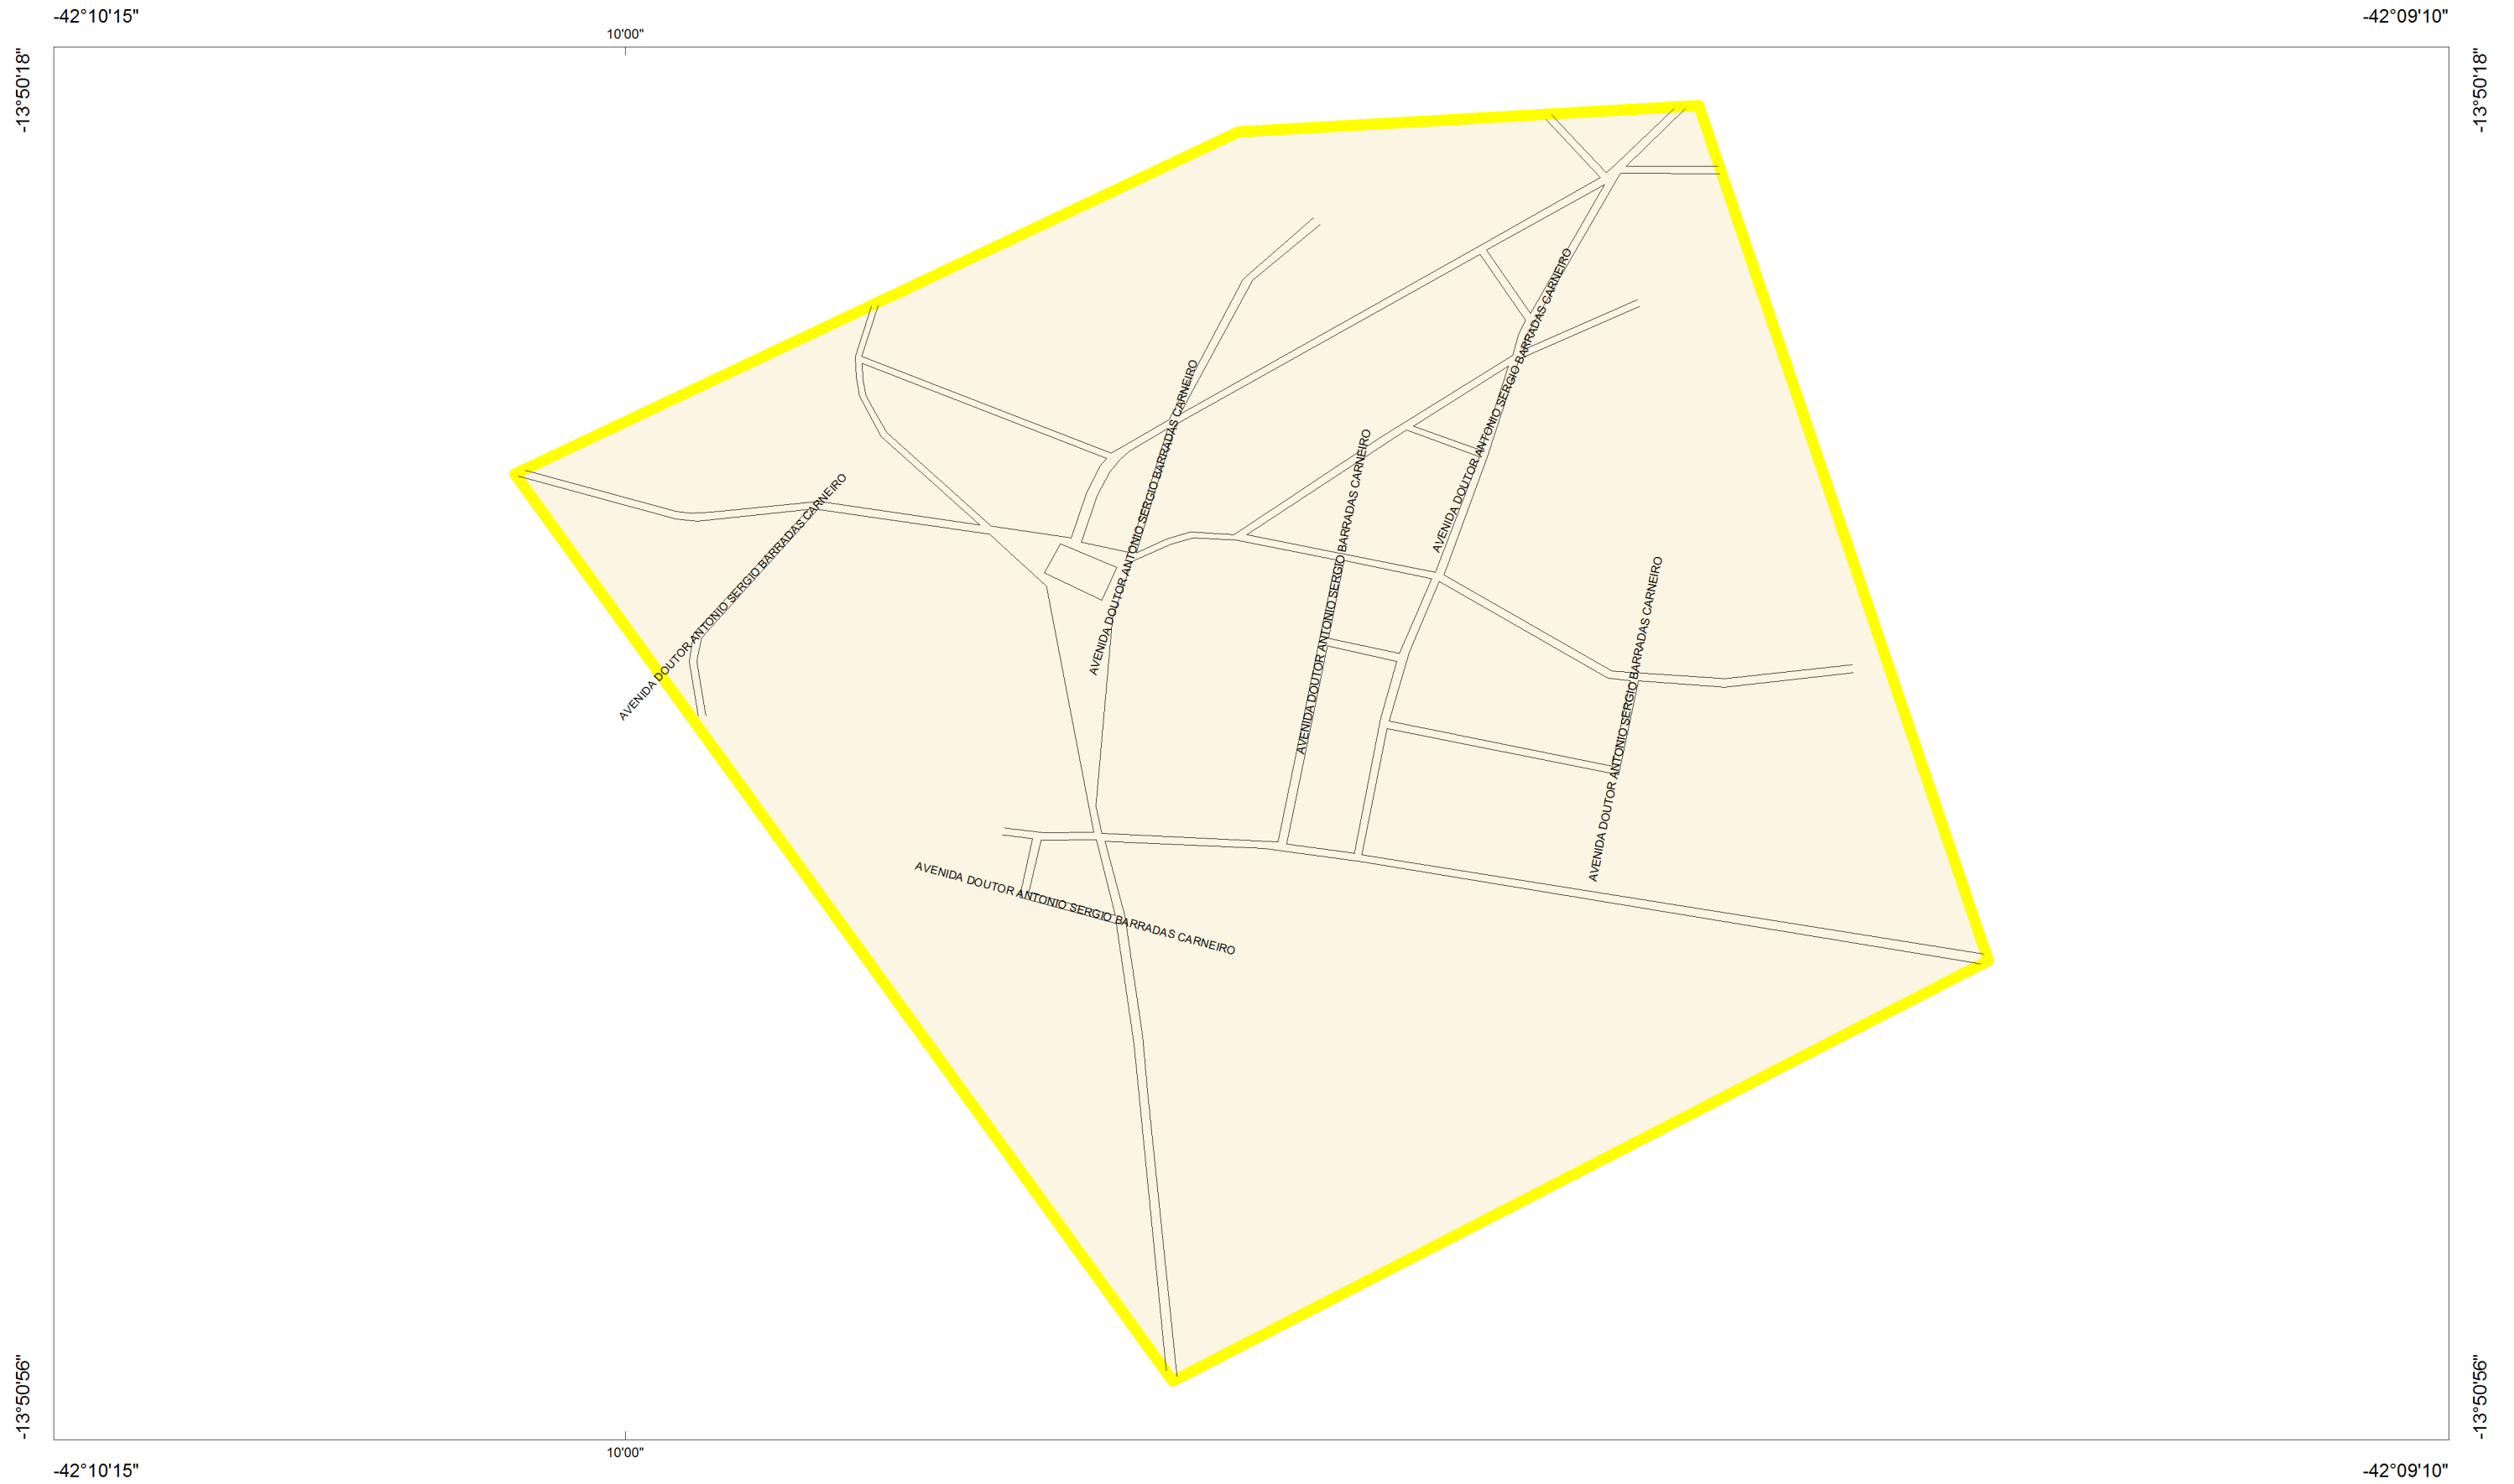 -42°10'15"
-42°09'10"
10'00"
-13°50'18"
-13°50'18"
AVENIDA DOUTOR ANTONIO SERGIO BARRADAS CARNEIRO
AVENIDA DOUTOR ANTONIO SERGIO BARRADAS CARNEIRO
AVENIDA DOUTOR ANTONIO SERGIO BARRADAS CARNEIRO
AVENIDA DOUTOR ANTONIO SERGIO BARRADAS CARNEIRO
AVENIDA DOUTOR ANTONIO SERGIO BARRADAS CARNEIRO
AVENIDA DOUTOR ANTONIO SERGIO BARRADAS CARNEIRO
-13°50'56"
-13°50'56"
10'00"
-42°10'15"
-42°09'10"